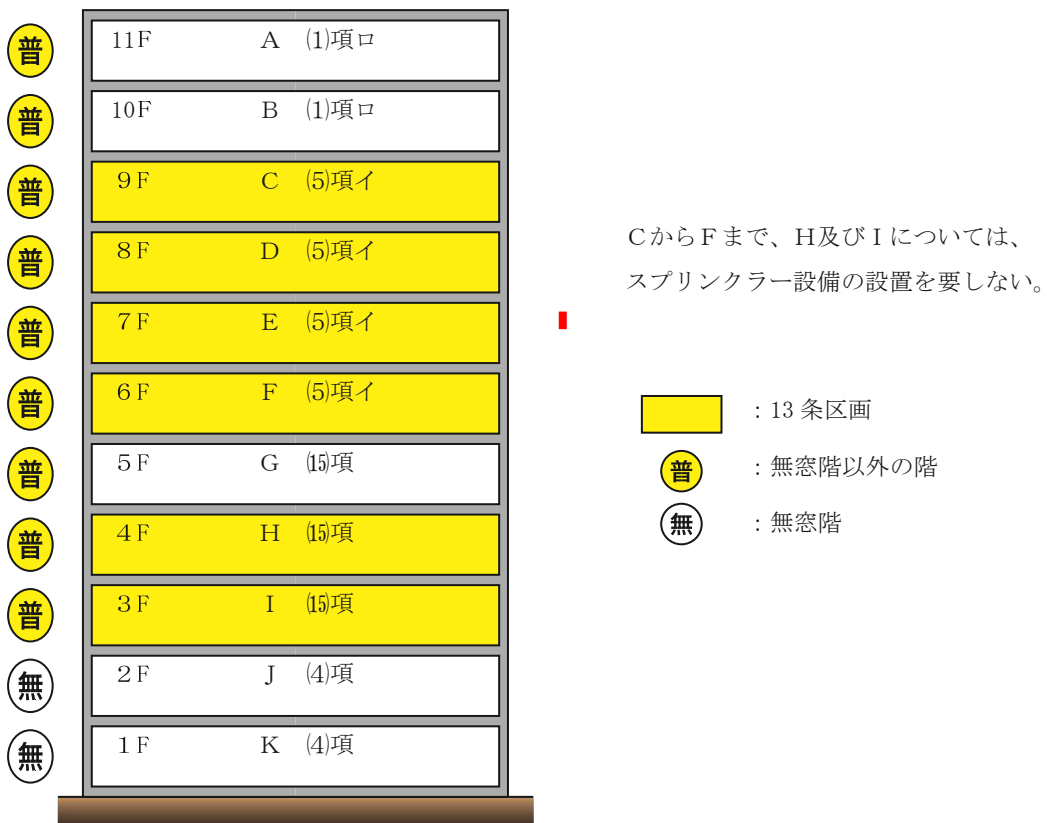 普 11F A ⑴項ロ
普 10F B ⑴項ロ
普 9F C ⑸項イ
普 8F D ⑸項イ
普 7F E ⑸項イ
普 6F F ⑸項イ
普 5F G ⒂項
普 4F H ⒂項
普 3F I ⒂項
無 2F J ⑷項
無 1F K ⑷項
CからFまで、H及びIについては、
スプリンクラー設備の設置を要しない。
:13条区画
普 :無窓階以外の階
無 :無窓階